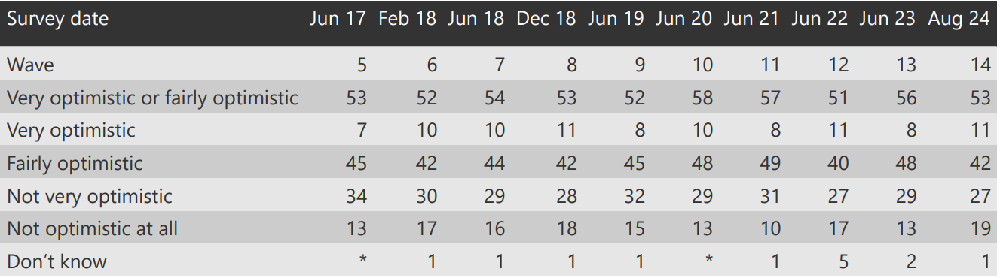 Survey date Jun 17 Feb 18 Jun 18 Dec 18 Jun 19 Jun 20 Jun 21 Jun 22 Jun 23 Aug 24
Wave 5 6 7 8 9 10 11 12 13 14
Very optimistic or fairly optimistic 53 52 54 53 52 58 57 51 56 53
Very optimistic 7 10 10 11 8 10 8 11 8 11
Fairly optimistic 45 42 44 42 45 48 49 40 48 42
Not very optimistic 34 30 29 28 32 29 31 27 29 27
Not optimistic at all 13 17 16 18 15 13 10 17 13 19
Don’t know * 1 1 1 1 * 1 5 2 1